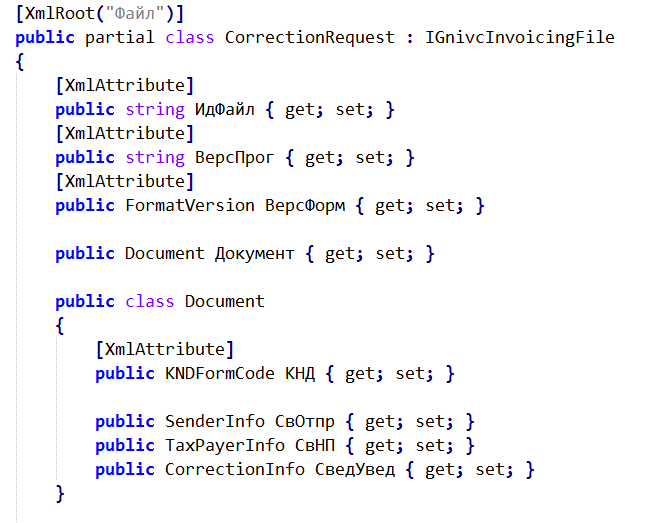 [XmlRoot("Файл")]
public partial class CorrectionRequest : IGnivcInvoicingFile
{
[XmlAttribute]
public string ИдФайл { get; set; }
[XmlAttribute]
public string ВерсПрог { get; set; }
[XmlAttribute]
public FormatVersion ВерсФорм { get; set; }
public Document Документ { get; set; }
public class Document
{
[XmlAttribute]
public KNDFormCode КНД { get; set; }
public SenderInfo СвОтпр { get; set; }
public TaxPayerInfo СвНП { get; set; }
public CorrectionInfo СведУвед { get; set; }
}